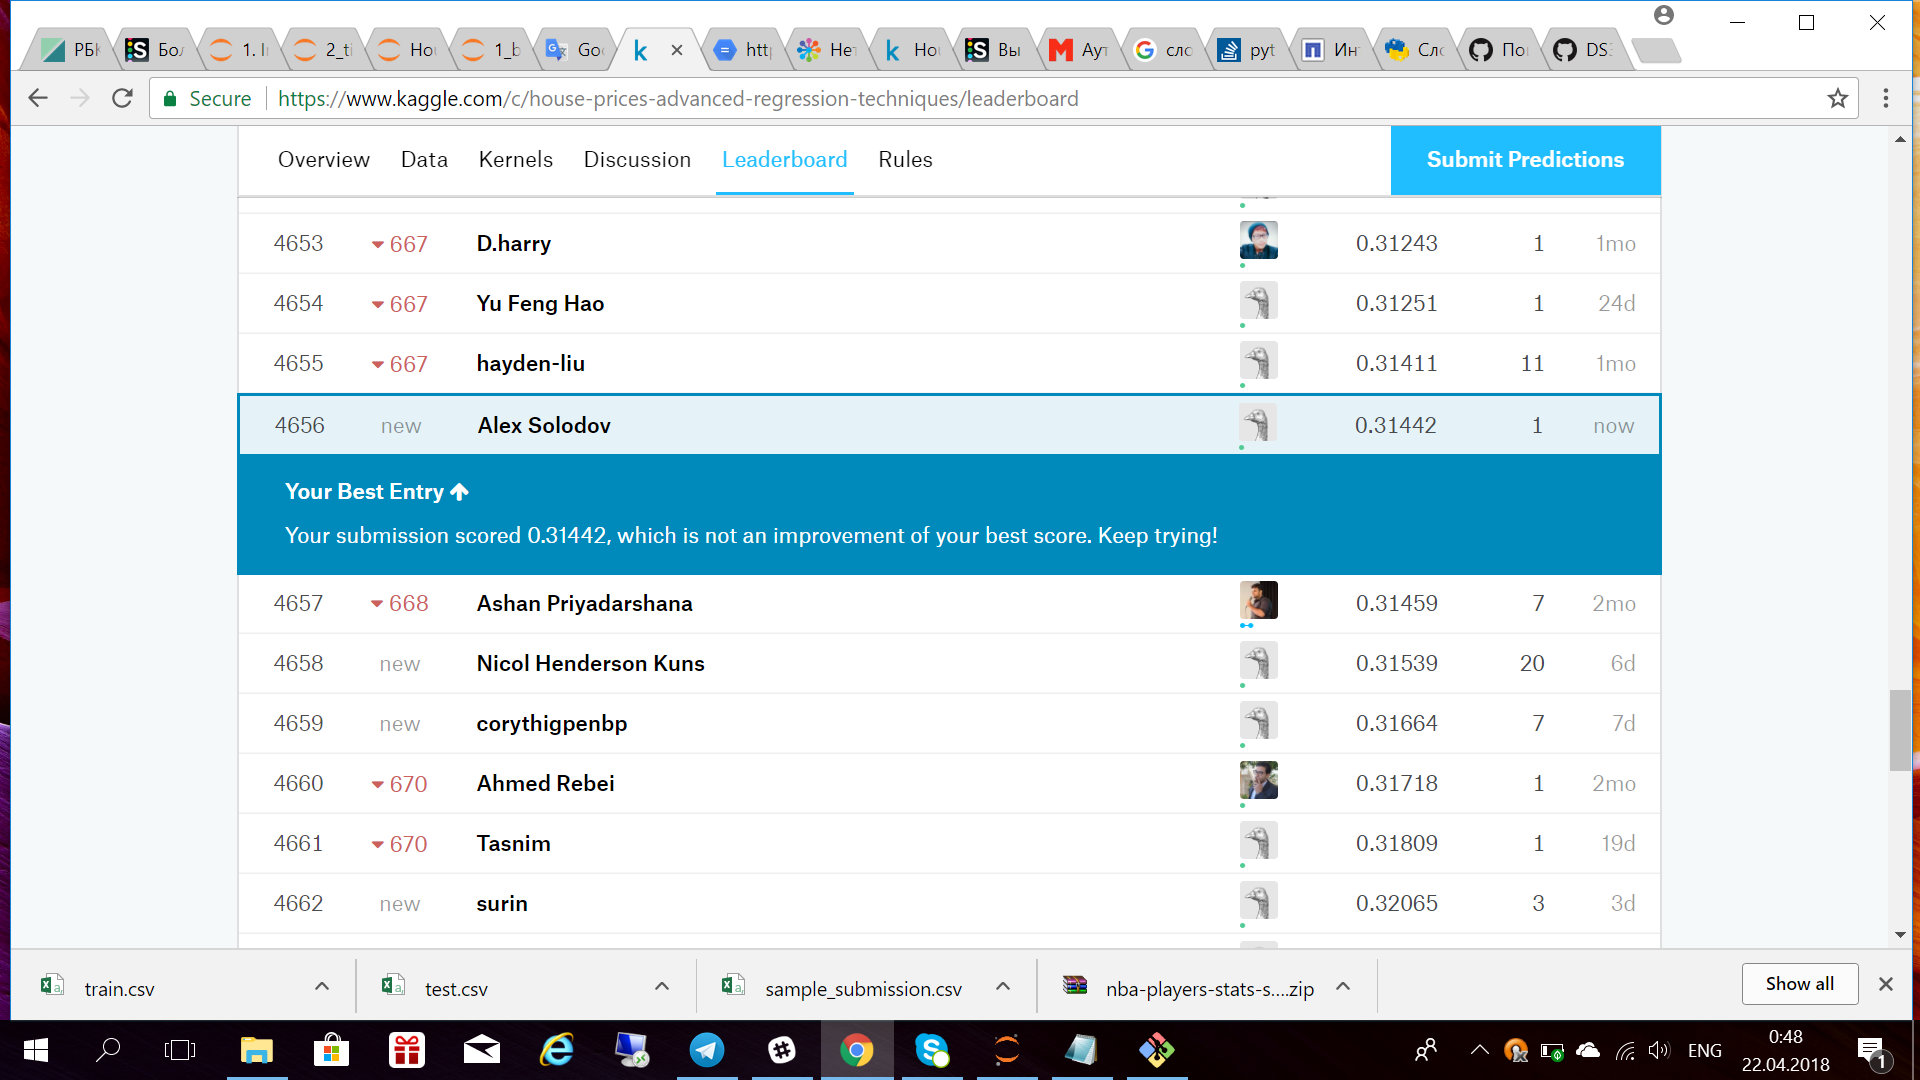 РБК Бол 1. I 2_ti Hou 1_b Goo http Нет Hou Вы Аут сло pyt Ин Сло По DS
Secure https://www.kaggle.com/c/house-prices-advanced-regression-techniques/leaderboard
Overview Data Kernels Discussion Leaderboard Rules Submit Predictions
4653 667 D.harry 0.31243 1 1mo
4654 667 Yu Feng Hao 0.31251 1 24d
4655 667 hayden-liu 0.31411 11 1mo
4656 new Alex Solodov 0.31442 1 now
Your Best Entry
Your submission scored 0.31442, which is not an improvement of your best score. Keep trying!
4657 668 Ashan Priyadarshana 0.31459 7 2mo
4658 new Nicol Henderson Kuns 0.31539 20 6d
4659 new corythigpenbp 0.31664 7 7d
4660 670 Ahmed Rebei 0.31718 1 2mo
4661 670 Tasnim 0.31809 1 19d
4662 new surin 0.32065 3 3d
train.csv test.csv sample_submission.csv nba-players-stats-s....zip Show all
ENG
0:48
22.04.2018
1